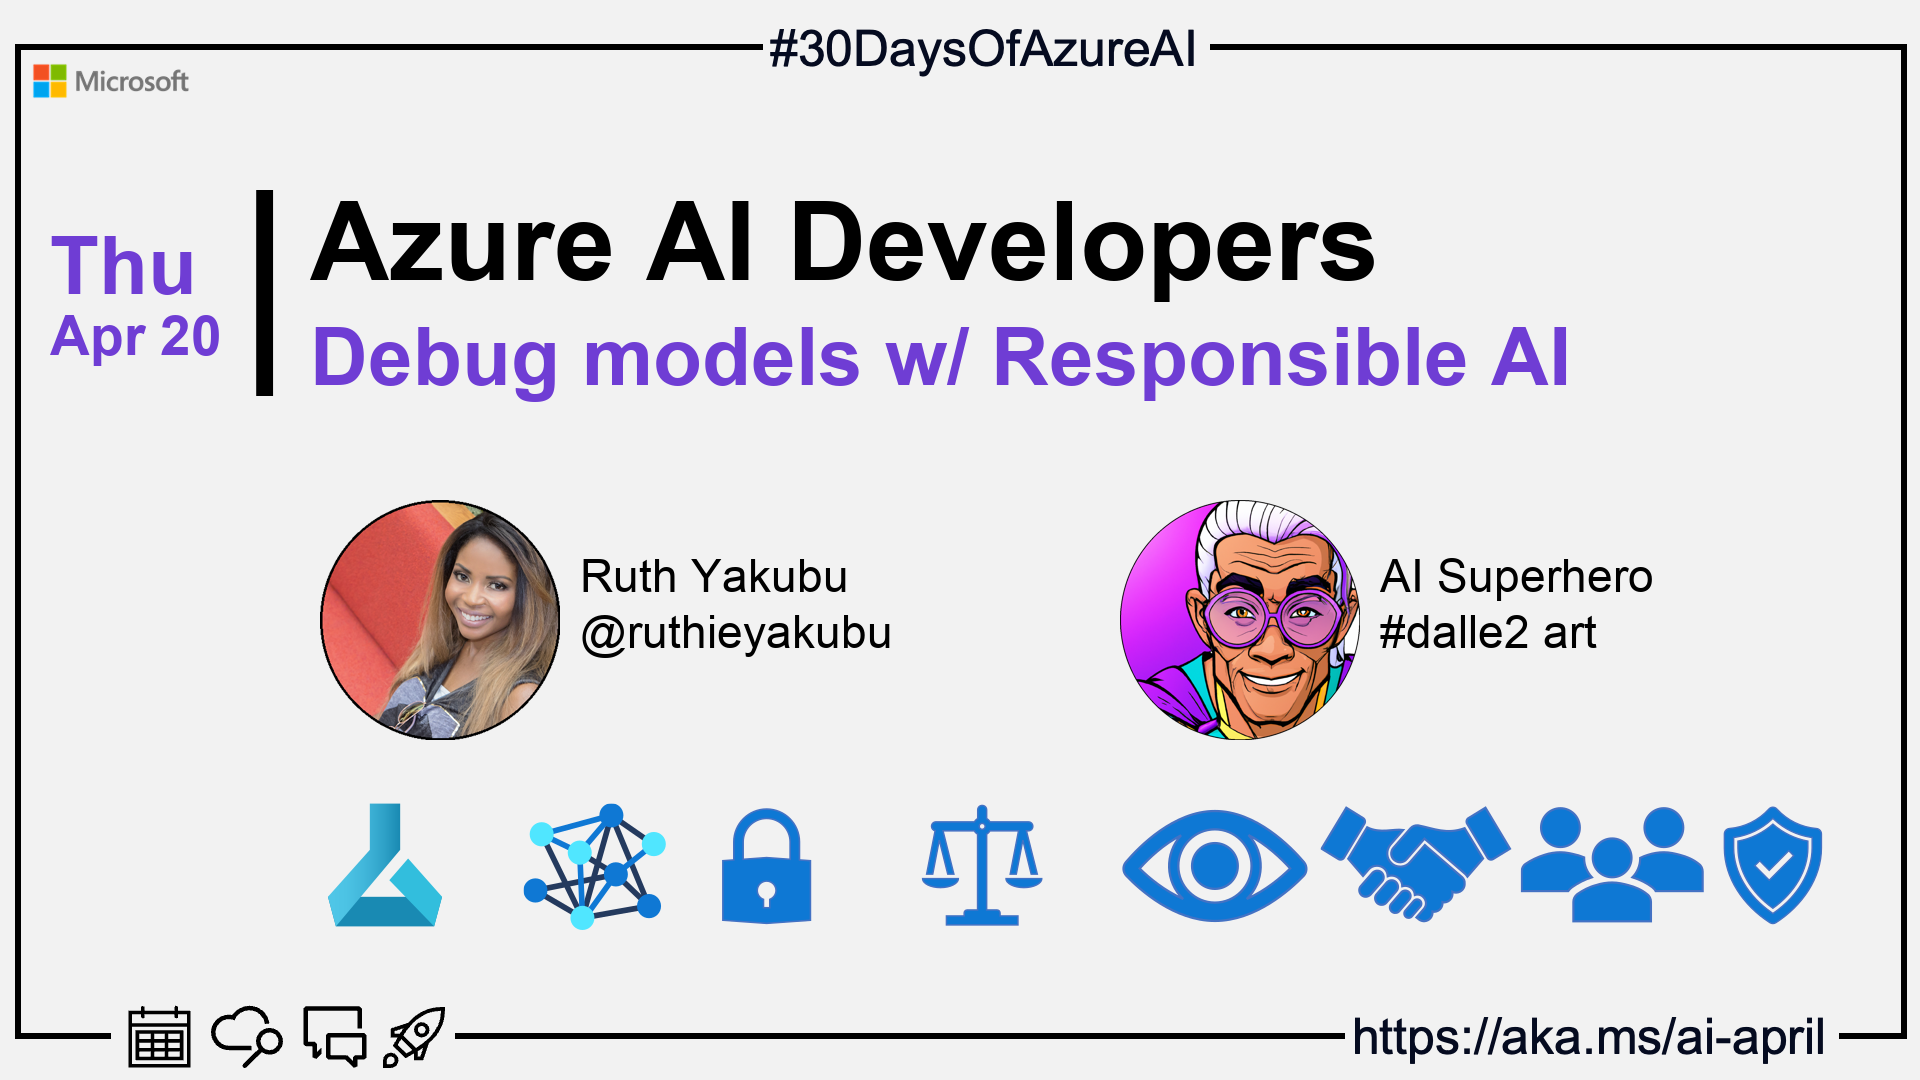 #30DaysOfAzureAI
Microsoft
Thu
Apr 20
Azure AI Developers
Debug models w/ Responsible AI
Ruth Yakubu
@ruthieyakubu
AI Superhero
#dalle2 art
https://aka.ms/ai-april